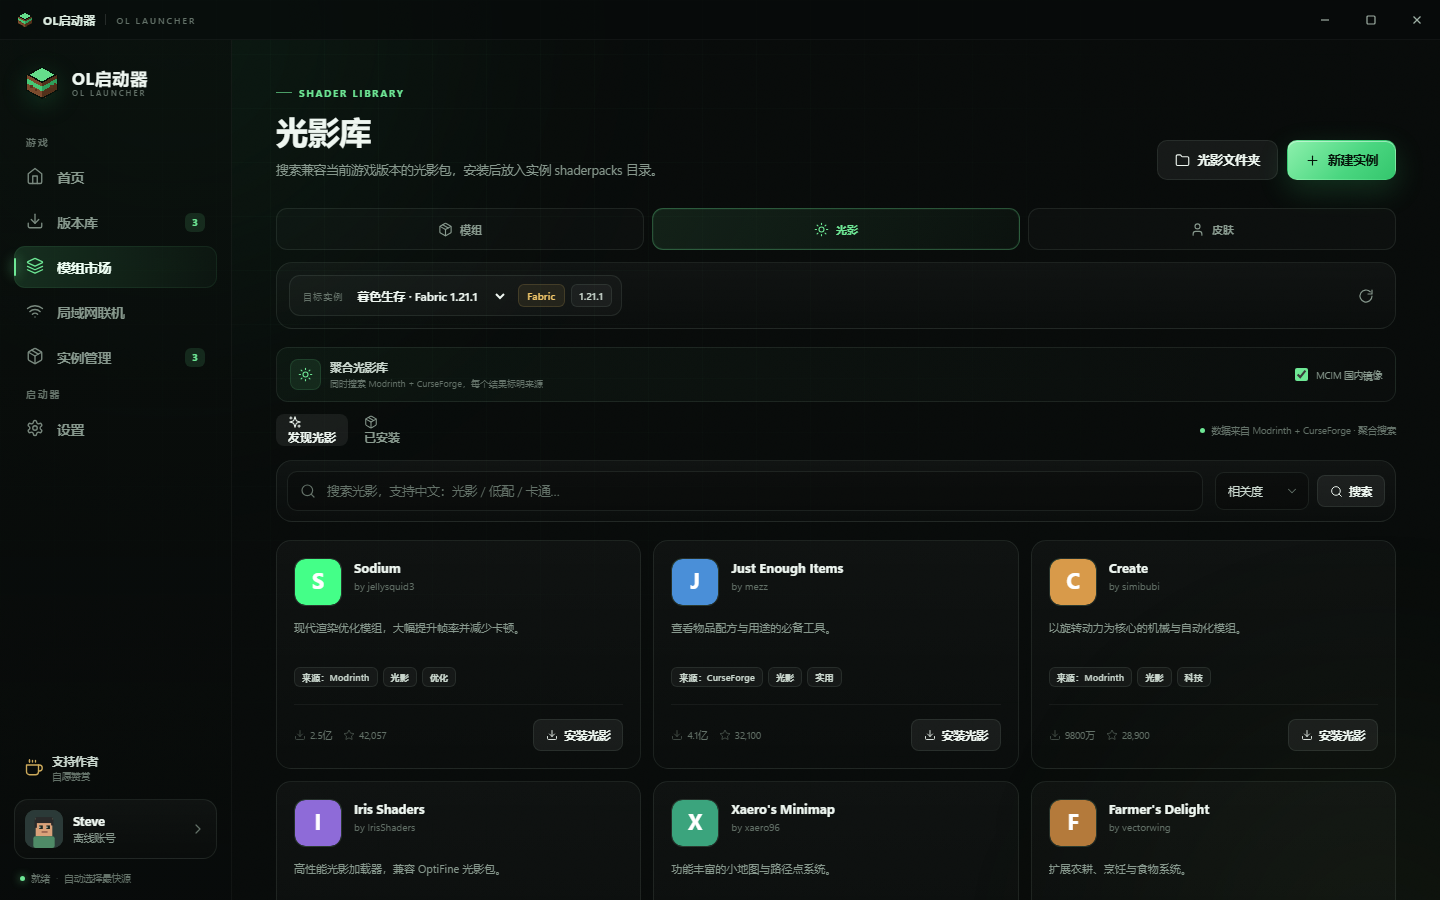 OL启动器 OL LAUNCHER
OL启动器
OL LAUNCHER
游戏
首页
版本库 3
模组市场
局域网联机
实例管理 3
启动器
设置
支持作者
自愿赞赏
Steve
离线账号
就绪 · 自动选择最快源
SHADER LIBRARY
光影库
搜索兼容当前游戏版本的光影包，安装后放入实例 shaderpacks 目录。
光影文件夹
新建实例
模组
光影
皮肤
目标实例 暮色生存 · Fabric 1.21.1 Fabric 1.21.1
聚合光影库
同时搜索 Modrinth + CurseForge，每个结果标明来源
MCIM 国内镜像
发现光影
已安装
数据来自 Modrinth + CurseForge · 聚合搜索
搜索光影，支持中文：光影 / 低配 / 卡通...
相关度
搜索
S
Sodium
by jellysquid3
现代渲染优化模组，大幅提升帧率并减少卡顿。
来源：Modrinth 光影 优化
2.5亿 42,057 安装光影
J
Just Enough Items
by mezz
查看物品配方与用途的必备工具。
来源：CurseForge 光影 实用
4.1亿 32,100 安装光影
C
Create
by simibubi
以旋转动力为核心的机械与自动化模组。
来源：Modrinth 光影 科技
9800万 28,900 安装光影
I
Iris Shaders
by IrisShaders
高性能光影加载器，兼容 OptiFine 光影包。
X
Xaero's Minimap
by xaero96
功能丰富的小地图与路径点系统。
F
Farmer's Delight
by vectorwing
扩展农耕、烹饪与食物系统。